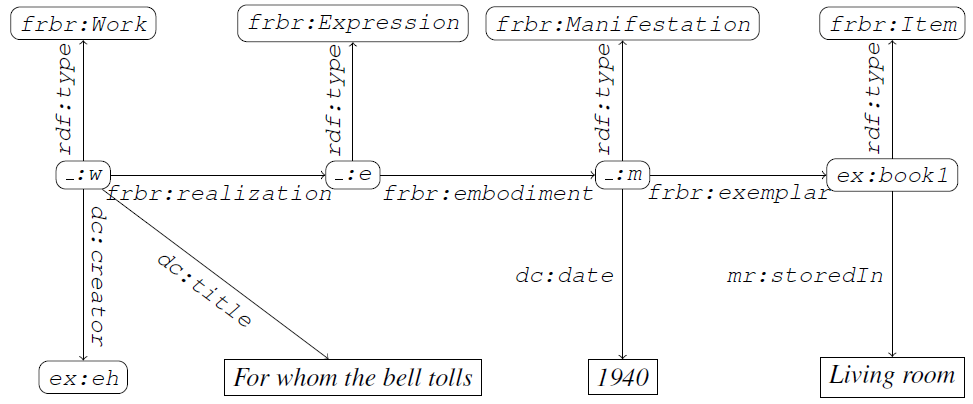 frbr:Work
frbr:Expression
frbr:Manifestation
frbr:Item
rdf:type
rdf:type
rdf:type
rdf:type
_:w
frbr:realization
_:e
frbr:embodiment
_:m
frbr:exemplar
ex:book1
dc:creator
dc:title
dc:date
mr:storedIn
ex:eh
For whom the bell tolls
1940
Living room